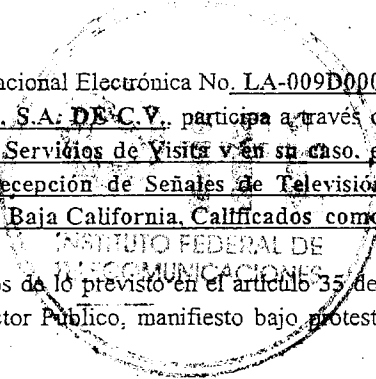 acional Electrónica No. LA-009D000
, S.A. DE C.V., participa a través d
Servicios de Visita y en su caso, e
ecepción de Señales de Televisió
Baja California, Calificados como
INSTITUTO FEDERAL DE
TELECOMUNICACIONES
os de lo previsto en el artículo 35 de
ctor Público, manifiesto bajo protest